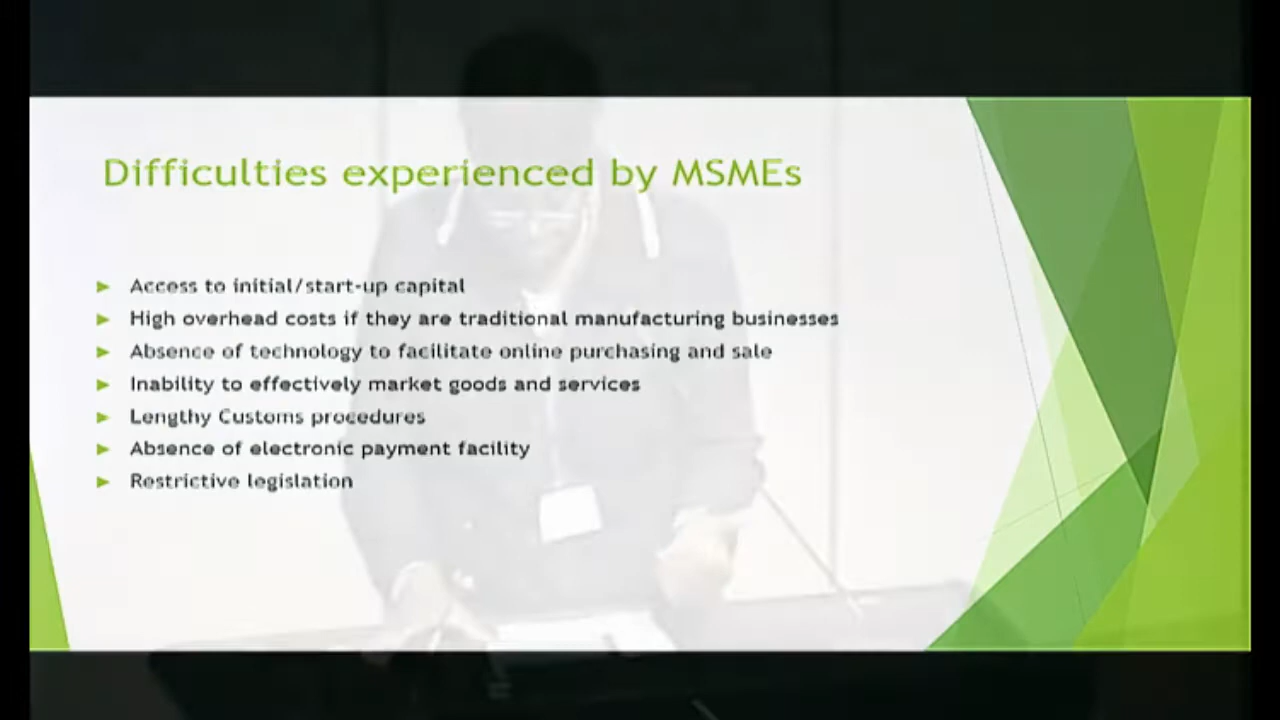 Difficulties experienced by MSMEs
Access to initial/start-up capital
High overhead costs if they are traditional manufacturing businesses
Absence of technology to facilitate online purchasing and sale
Inability to effectively market goods and services
Lengthy Customs procedures
Absence of electronic payment facility
Restrictive legislation